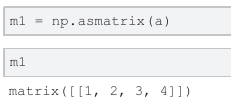 m1 = np.asmatrix(a)
m1
matrix([[1, 2, 3, 4]])